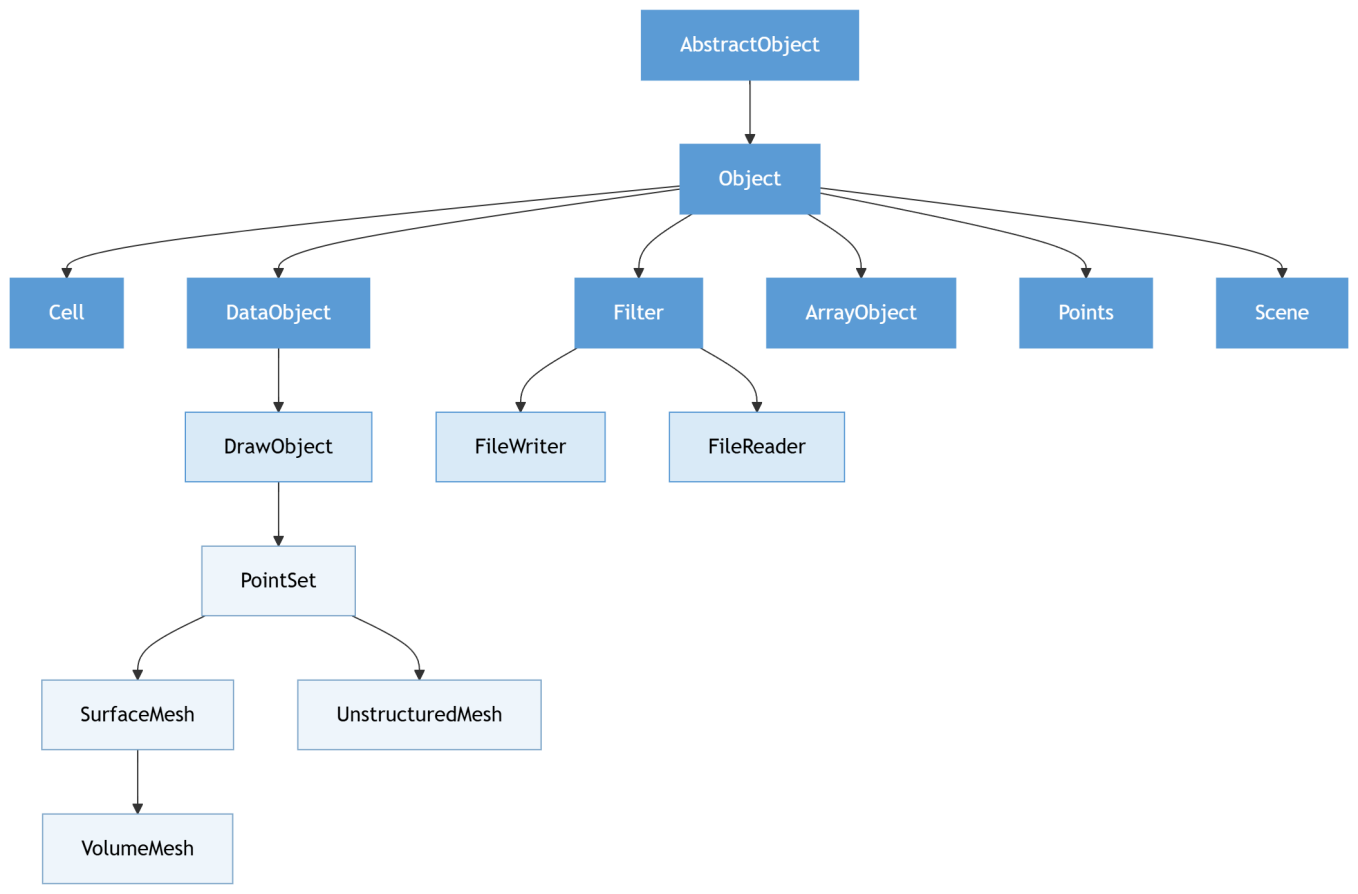 AbstractObject
Object
Cell
DataObject
Filter
ArrayObject
Points
Scene
DrawObject
FileWriter
FileReader
PointSet
SurfaceMesh
UnstructuredMesh
VolumeMesh